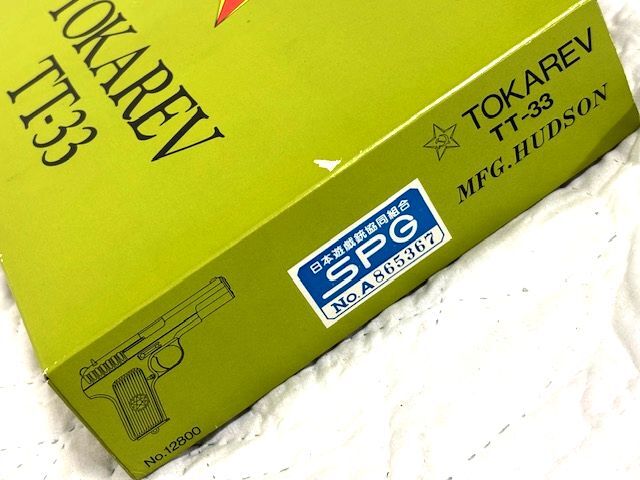 TOKAREV
TT-33
TOKAREV
TT-33
MFG. HUDSON
日本遊戯銃協同組合
SPG
No.A 865367
No.12800